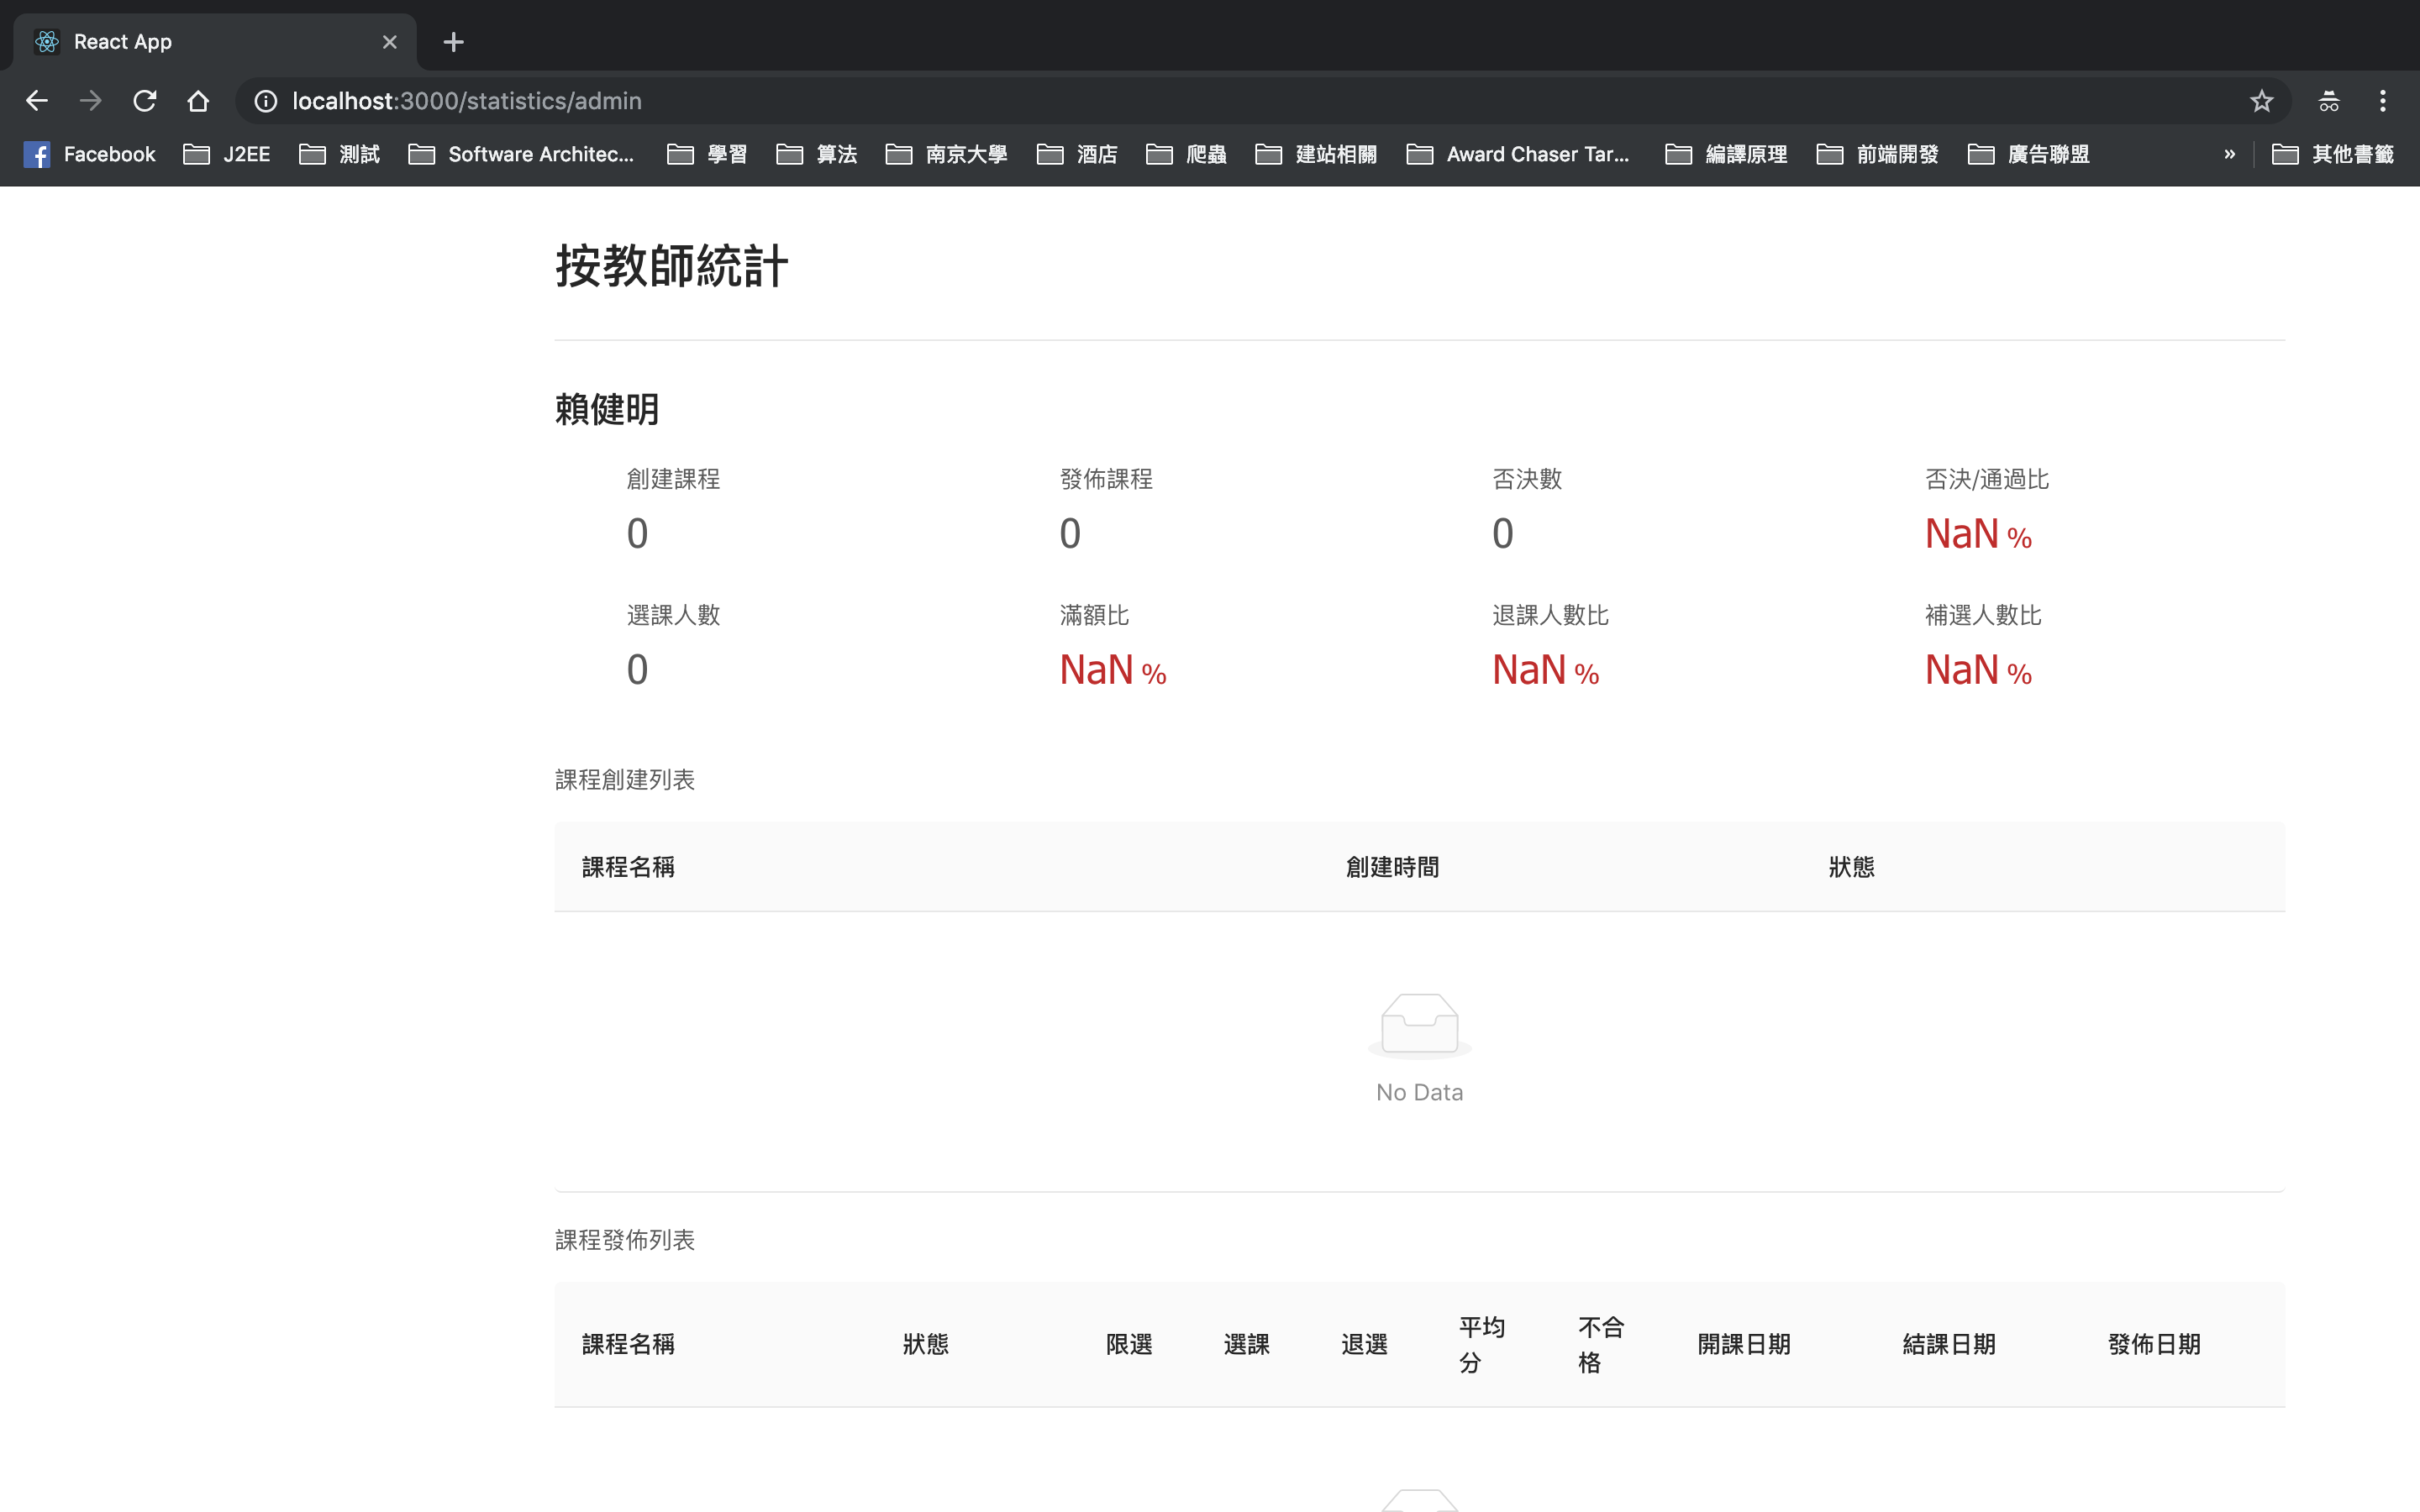 React App
localhost:3000/statistics/admin
Facebook J2EE 測試 Software Architec... 學習 算法 南京大學 酒店 爬蟲 建站相關 Award Chaser Tar... 編譯原理 前端開發 廣告聯盟 » 其他書籤
按教師統計
賴健明
創建課程 發佈課程 否決數 否決/通過比
0 0 0 NaN %
選課人數 滿額比 退課人數比 補選人數比
0 NaN % NaN % NaN %
課程創建列表
課程名稱 創建時間 狀態
No Data
課程發佈列表
課程名稱 狀態 限選 選課 退選 平均分 不合格 開課日期 結課日期 發佈日期